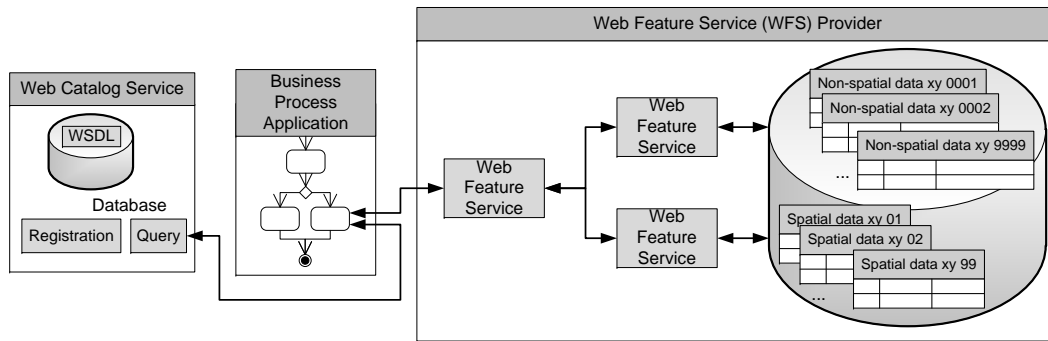 Web Catalog Service
WSDL
Database
Registration
Query
Business
Process
Application
Web Feature Service (WFS) Provider
Web
Feature
Service
Web
Feature
Service
Web
Feature
Service
Non-spatial data xy 0001
Non-spatial data xy 0002
Non-spatial data xy 9999
...
Spatial data xy 01
Spatial data xy 02
Spatial data xy 99
...